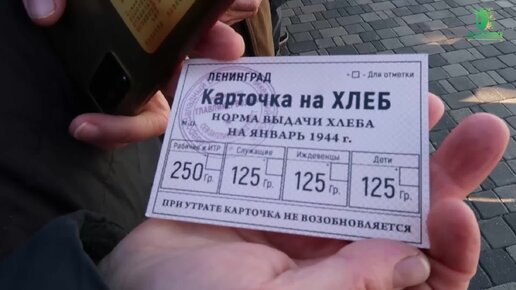 ЛЕНИНГРАД
- □ - Для отметки
Карточка на ХЛЕБ
НОРМА ВЫДАЧИ ХЛЕБА
НА ЯНВАРЬ 1944 г.
Рабочие и ИТР Служащие Иждевенцы Дети
250 Гр. 125 Гр. 125 Гр. 125 Гр.
ПРИ УТРАТЕ КАРТОЧКА НЕ ВОЗОБНОВЛЯЕТСЯ